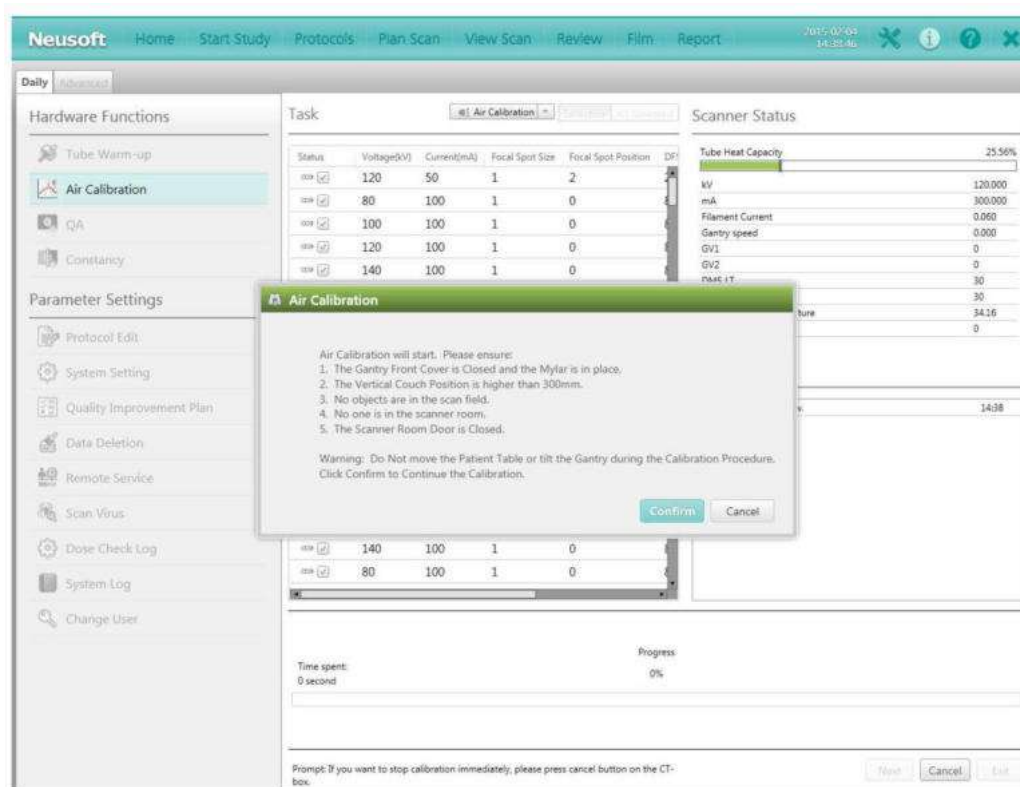 Neusoft Home Start Study Protocols Plan Scan View Scan Review Film Report 2015-02-04
14:38:46
Daily Advanced
Hardware Functions
Tube Warm-up
Air Calibration
QA
Constancy
Parameter Settings
Protocol Edit
System Setting
Quality Improvement Plan
Data Deletion
Remote Service
Scan Virus
Dose Check Log
System Log
Change User
Task Air Calibration
Status Voltage(kV) Current(mA) Focal Spot Size Focal Spot Position
120 50 1 2
80 100 1 0
100 100 1 0
120 100 1 0
140 100 1 0
Air Calibration
Air Calibration will start. Please ensure:
1. The Gantry Front Cover is Closed and the Mylar is in place.
2. The Vertical Couch Position is higher than 300mm.
3. No objects are in the scan field.
4. No one is in the scanner room.
5. The Scanner Room Door is Closed.
Warning: Do Not move the Patient Table or tilt the Gantry during the Calibration Procedure.
Click Confirm to Continue the Calibration.
Confirm Cancel
140 100 1 0
80 100 1 0
Scanner Status
Tube Heat Capacity 25.56%
kV 120.000
mA 300.000
Filament Current 0.060
Gantry speed 0.000
GV1 0
GV2 0
DMS LT 30
30
ture 34.16
0
14:38
Progress
Time spent:
0 second
0%
Prompt: If you want to stop calibration immediately, please press cancel button on the CT-
box.
Next Cancel Exit